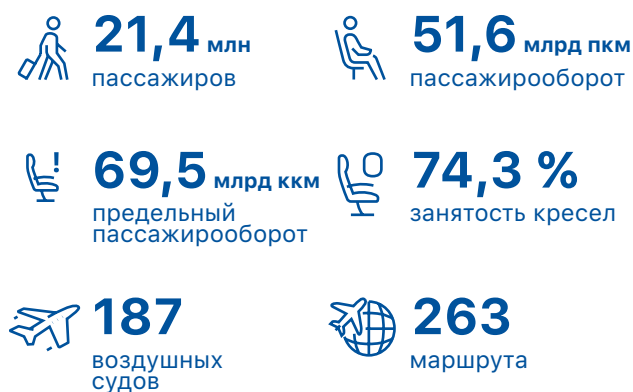 21,4 млн
пассажиров
51,6 млрд пкм
пассажирооборот
69,5 млрд ккм
предельный
пассажирооборот
74,3 %
занятость кресел
187
воздушных
судов
263
маршрута